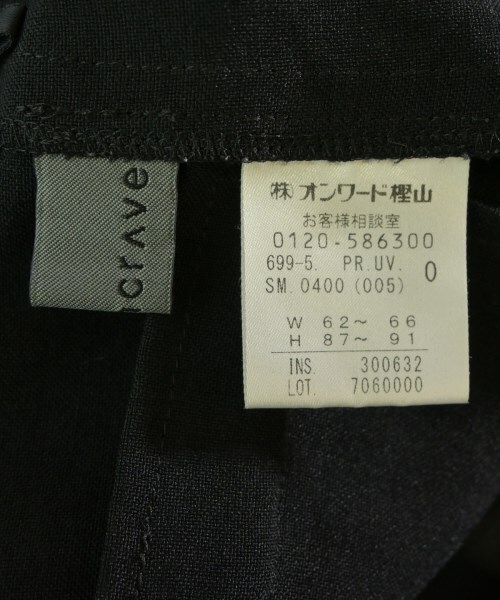 crave
㈱オンワード樫山
お客様相談室
0120-586300
699-5. PR.UV. 0
SM.0400 (005)
W 62～ 66
H 87～ 91
INS. 300632
LOT. 7060000